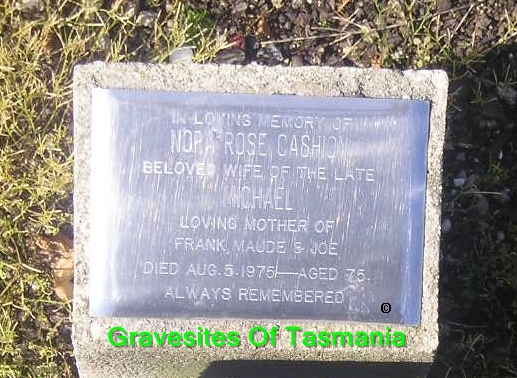 IN LOVING MEMORY OF
NORA ROSE CASHION
BELOVED WIFE OF THE LATE
MICHAEL
LOVING MOTHER OF
FRANK, MAUDE & JOE
DIED AUG. 5. 1975 — AGED 75.
ALWAYS REMEMBERED
©
Gravesites Of Tasmania